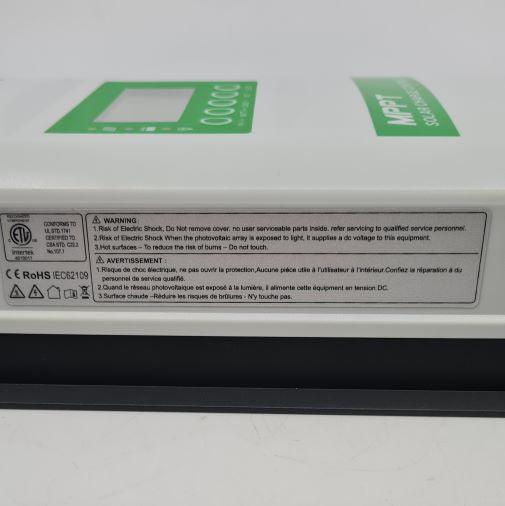 MPPT
SOLAR CHARGE
RECOGNIZED
COMPONENT
ETL
Intertek
CONFORMS TO
UL STD. 1741
CERTIFIED TO
CSA STD. C22.2
No.107.1
CE RoHS IEC62109
WARNING:
1.Risk of Electric Shock, Do Not remove cover. no user serviceable parts inside. refer servicing to qualified service personnel.
2.Risk of Electric Shock When the photovoltaic array is exposed to light, it supplies a dc voltage to this equipment.
3.Hot surfaces – To reduce the risk of burns – Do not touch.
AVERTISSEMENT :
1.Risque de choc électrique, ne pas ouvrir la protection,Aucune pièce utile à l'utilisateur à l'intérieur.Confiez la réparation à du
personnel de service qualifié.
2.Quand le réseau photovoltaïque est exposé à la lumière, il alimente cette équipement en tension DC.
3.Surface chaude –Réduire les risques de brûlures - N'y touche pas.